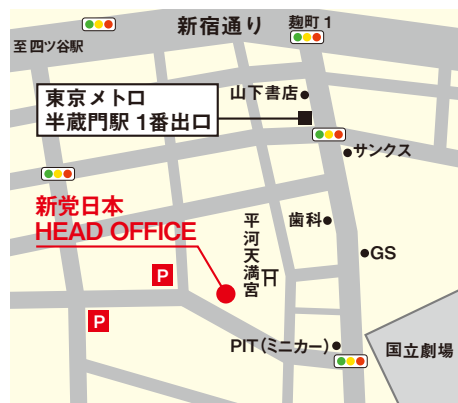 新宿通り
麹町 1
至 四ツ谷駅
東京メトロ
半蔵門駅 1番出口
山下書店
サンクス
新党日本
HEAD OFFICE
平河天満宮
歯科
GS
P
P
PIT(ミニカー)
国立劇場